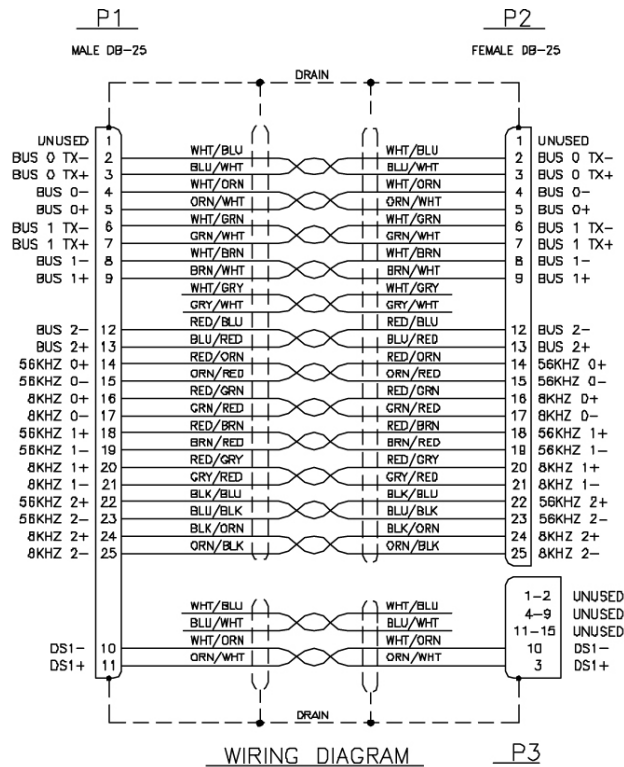 P1 P2
MALE DB-25 FEMALE DB-25
DRAIN
UNUSED 1 1 UNUSED
BUS 0 TX- 2 WHT/BLU WHT/BLU 2 BUS 0 TX-
BUS 0 TX+ 3 BLU/WHT BLU/WHT 3 BUS 0 TX+
BUS 0- 4 WHT/ORN WHT/ORN 4 BUS 0-
BUS 0+ 5 ORN/WHT ORN/WHT 5 BUS 0+
BUS 1 TX- 6 WHT/GRN WHT/GRN 6 BUS 1 TX-
BUS 1 TX+ 7 GRN/WHT GRN/WHT 7 BUS 1 TX+
BUS 1- 8 WHT/BRN WHT/BRN 8 BUS 1-
BUS 1+ 9 BRN/WHT BRN/WHT 9 BUS 1+
WHT/GRY WHT/GRY
GRY/WHT GRY/WHT
BUS 2- 12 RED/BLU RED/BLU 12 BUS 2-
BUS 2+ 13 BLU/RED BLU/RED 13 BUS 2+
56KHZ 0+ 14 RED/ORN RED/ORN 14 56KHZ 0+
56KHZ 0- 15 ORN/RED ORN/RED 15 56KHZ 0-
8KHZ 0+ 16 RED/GRN RED/GRN 16 8KHZ 0+
8KHZ 0- 17 GRN/RED GRN/RED 17 8KHZ 0-
56KHZ 1+ 18 RED/BRN RED/BRN 18 56KHZ 1+
56KHZ 1- 19 BRN/RED BRN/RED 19 56KHZ 1-
8KHZ 1+ 20 RED/GRY RED/GRY 20 8KHZ 1+
8KHZ 1- 21 GRY/RED GRY/RED 21 8KHZ 1-
56KHZ 2+ 22 BLK/BLU BLK/BLU 22 56KHZ 2+
56KHZ 2- 23 BLU/BLK BLU/BLK 23 56KHZ 2-
8KHZ 2+ 24 BLK/ORN BLK/ORN 24 8KHZ 2+
8KHZ 2- 25 ORN/BLK ORN/BLK 25 8KHZ 2-
1-2 UNUSED
WHT/BLU WHT/BLU 4-9 UNUSED
BLU/WHT BLU/WHT 11-15 UNUSED
DS1- 10 WHT/ORN WHT/ORN 10 DS1-
DS1+ 11 ORN/WHT ORN/WHT 3 DS1+
DRAIN
WIRING DIAGRAM P3